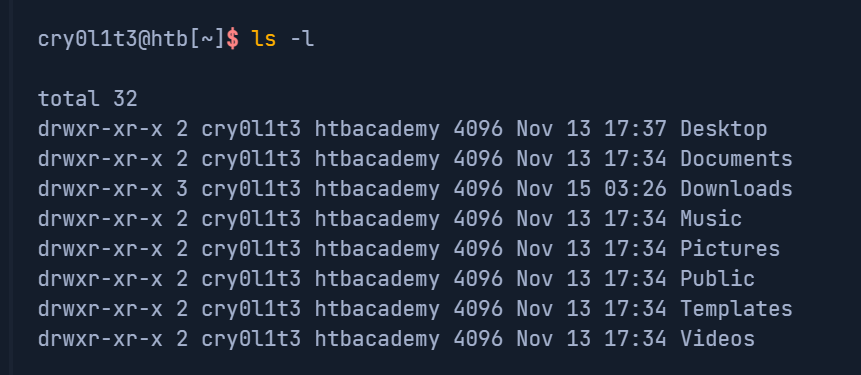 cry0l1t3@htb[~]$ ls -l
total 32
drwxr-xr-x 2 cry0l1t3 htbacademy 4096 Nov 13 17:37 Desktop
drwxr-xr-x 2 cry0l1t3 htbacademy 4096 Nov 13 17:34 Documents
drwxr-xr-x 3 cry0l1t3 htbacademy 4096 Nov 15 03:26 Downloads
drwxr-xr-x 2 cry0l1t3 htbacademy 4096 Nov 13 17:34 Music
drwxr-xr-x 2 cry0l1t3 htbacademy 4096 Nov 13 17:34 Pictures
drwxr-xr-x 2 cry0l1t3 htbacademy 4096 Nov 13 17:34 Public
drwxr-xr-x 2 cry0l1t3 htbacademy 4096 Nov 13 17:34 Templates
drwxr-xr-x 2 cry0l1t3 htbacademy 4096 Nov 13 17:34 Videos